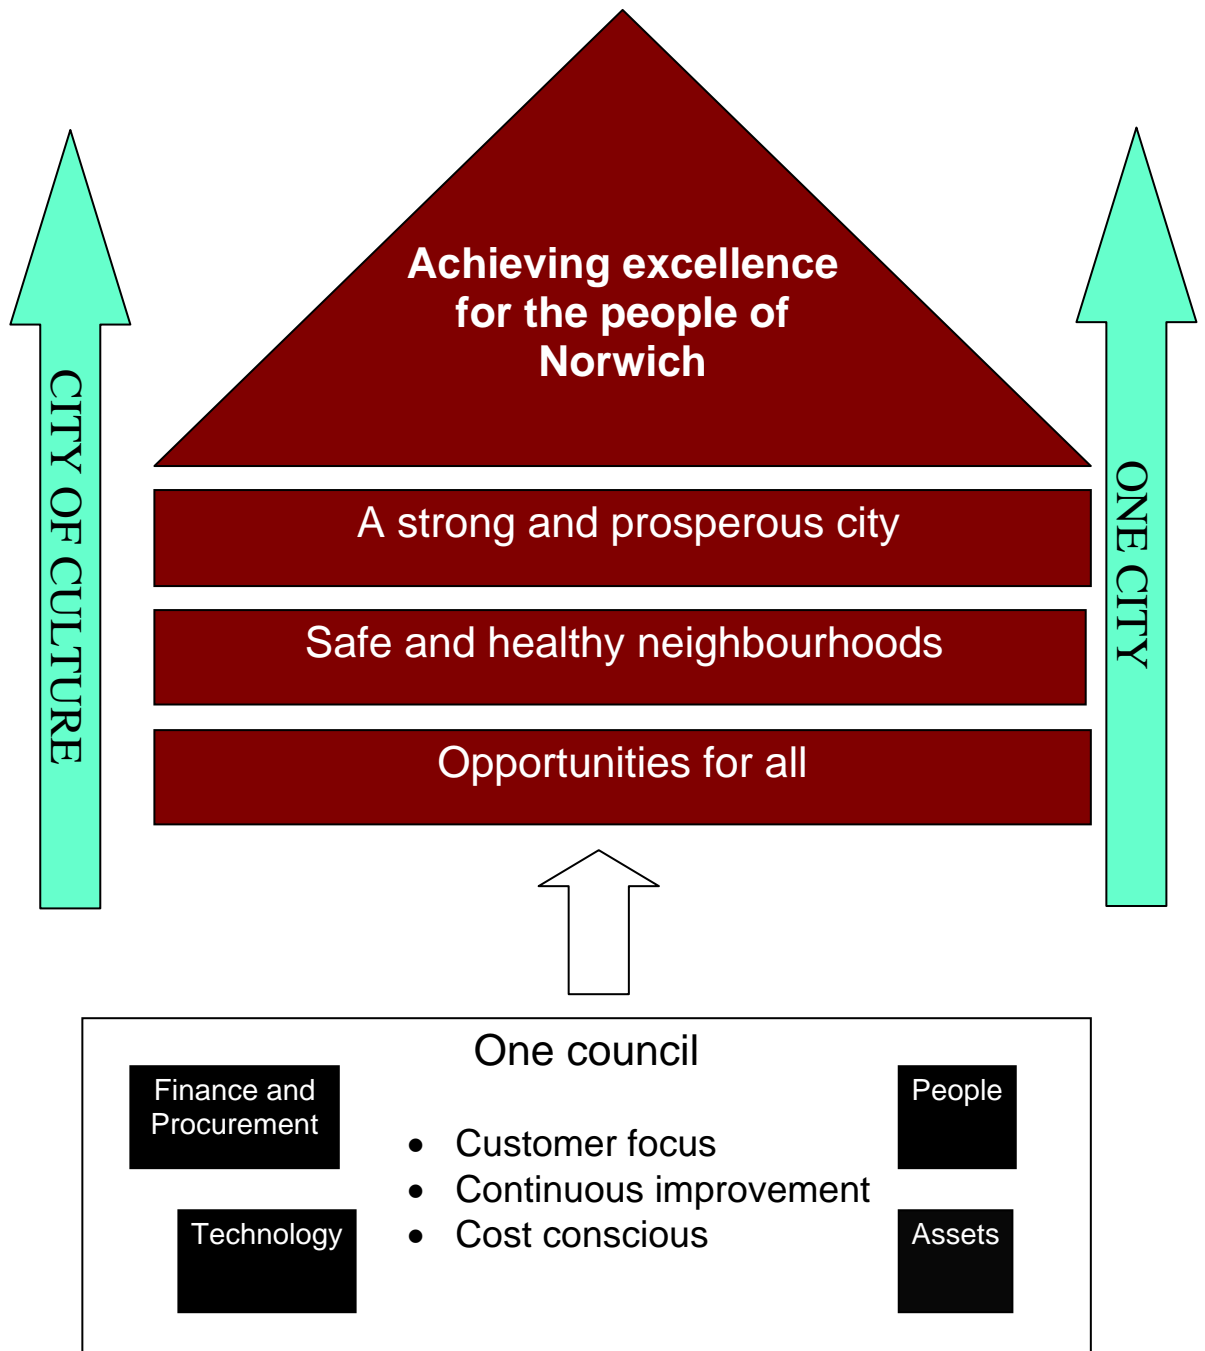 Achieving excellence
for the people of
Norwich
CITY OF CULTURE
ONE CITY
A strong and prosperous city
Safe and healthy neighbourhoods
Opportunities for all
One council
Finance and
Procurement
People
• Customer focus
• Continuous improvement
• Cost conscious
Technology
Assets